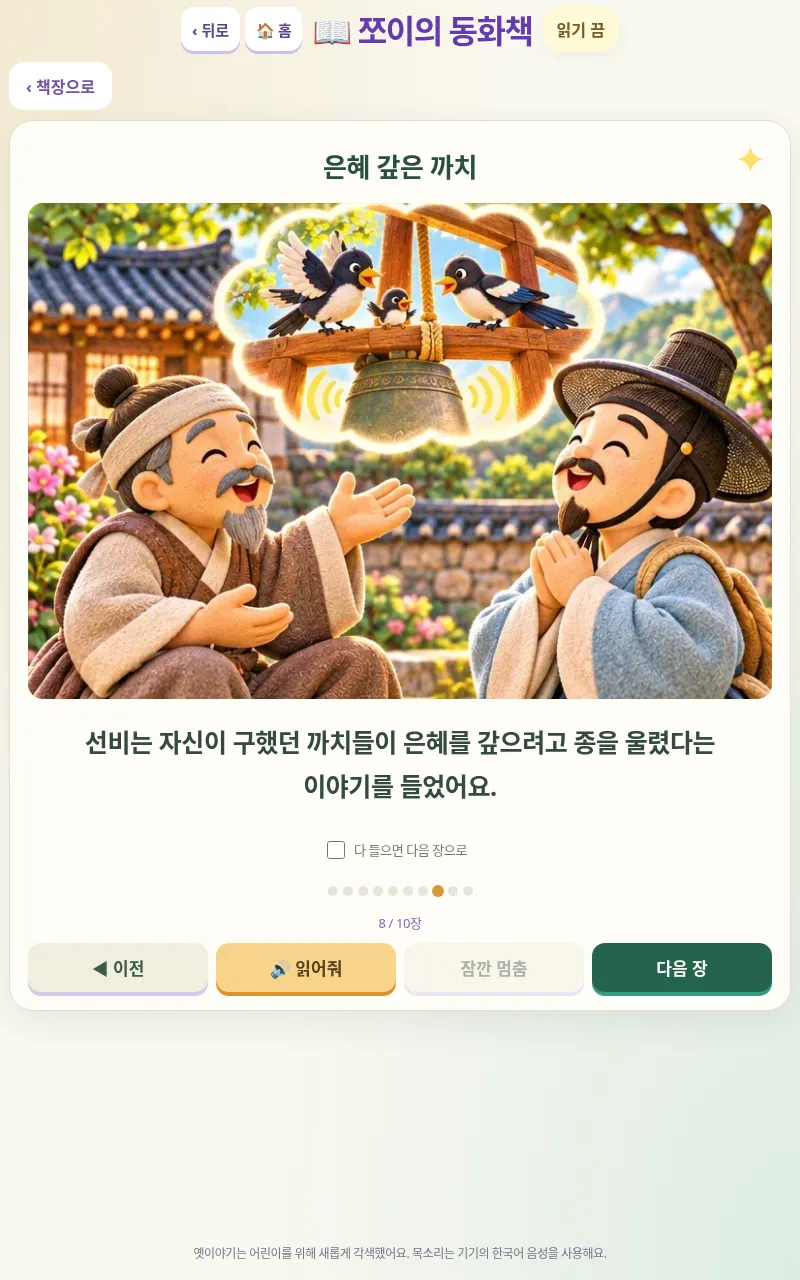 ‹ 뒤로
🏠 홈
📖 쪼이의 동화책
읽기 끔
‹ 책장으로
은혜 갚은 까치
선비는 자신이 구했던 까치들이 은혜를 갚으려고 종을 울렸다는
이야기를 들었어요.
다 들으면 다음 장으로
8 / 10장
◀ 이전
🔊 읽어줘
잠깐 멈춤
다음 장
옛이야기는 어린이를 위해 새롭게 각색했어요. 목소리는 기기의 한국어 음성을 사용해요.